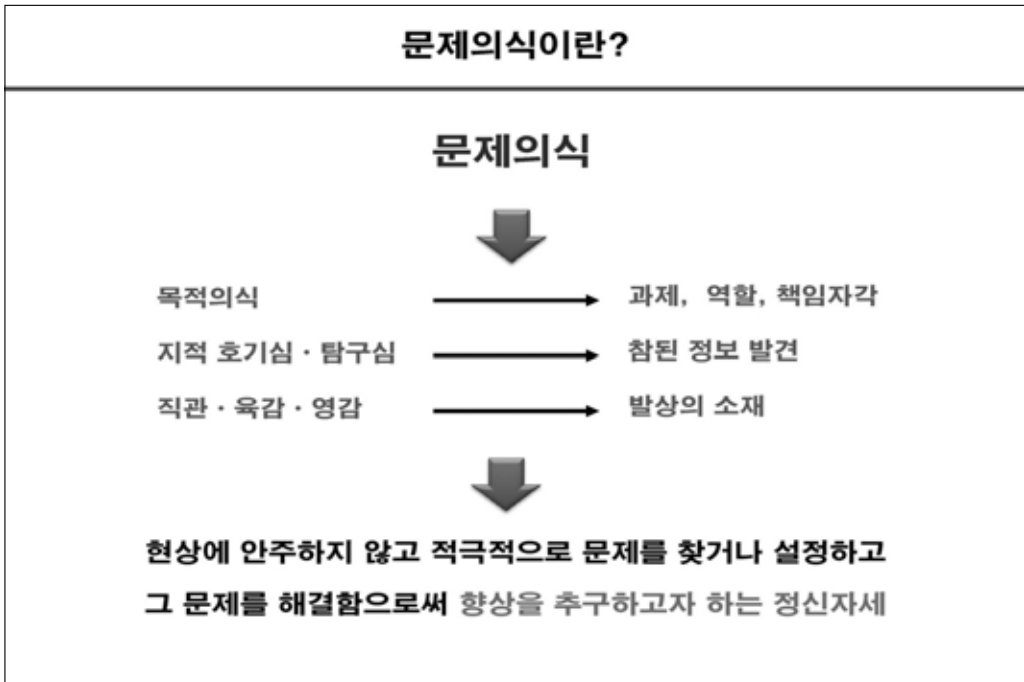 문제의식이란?
문제의식
목적의식 과제, 역할, 책임자각
지적 호기심 · 탐구심 참된 정보 발견
직관 · 육감 · 영감 발상의 소재
현상에 안주하지 않고 적극적으로 문제를 찾거나 설정하고
그 문제를 해결함으로써 향상을 추구하고자 하는 정신자세